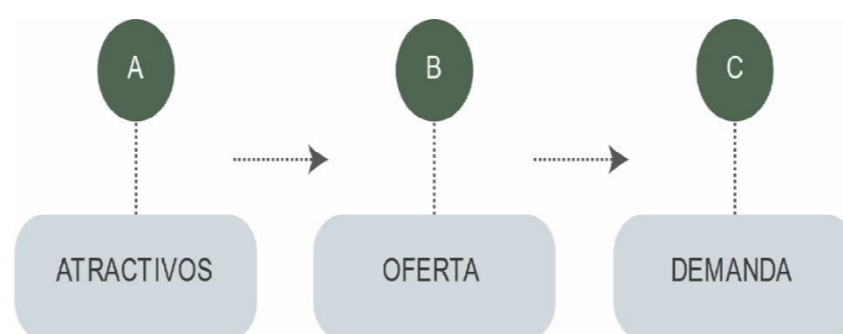 A
B
C
ATRACTIVOS
OFERTA
DEMANDA